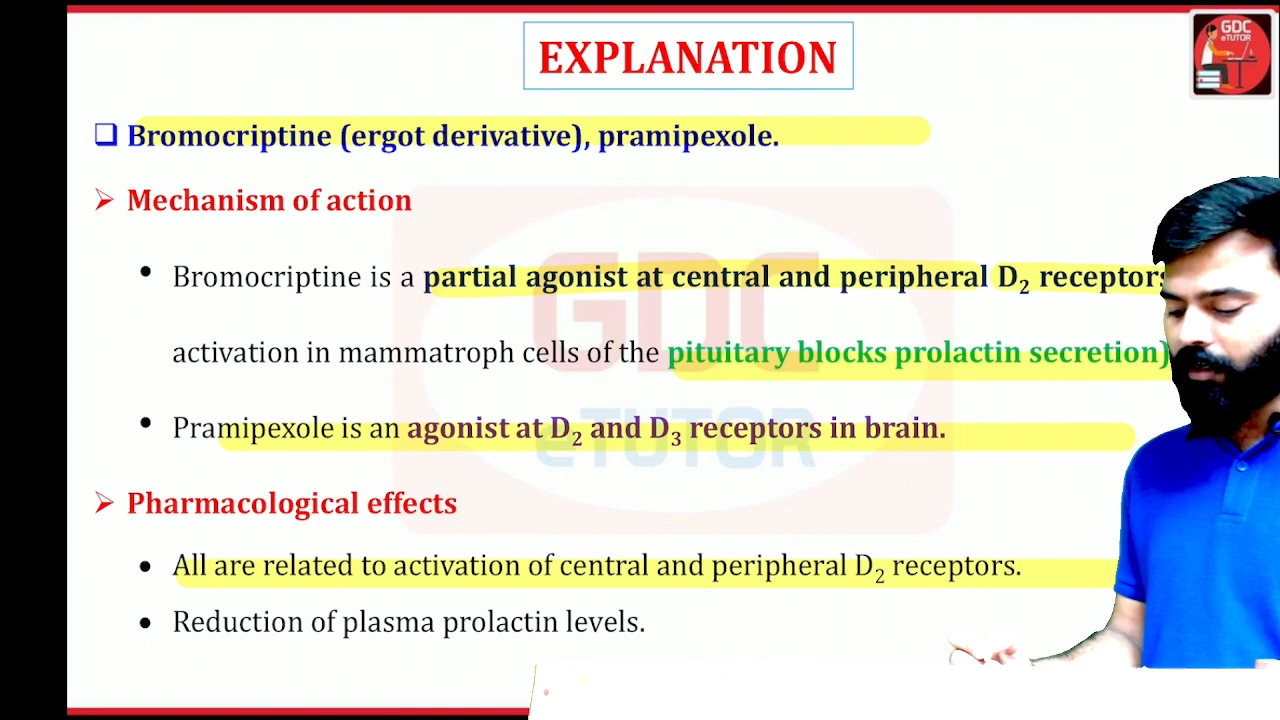 EXPLANATION
GDC
eTUTOR
❑ Bromocriptine (ergot derivative), pramipexole.
➢ Mechanism of action
• Bromocriptine is a partial agonist at central and peripheral D₂ receptors
activation in mammatroph cells of the pituitary blocks prolactin secretion)
• Pramipexole is an agonist at D₂ and D₃ receptors in brain.
➢ Pharmacological effects
• All are related to activation of central and peripheral D₂ receptors.
• Reduction of plasma prolactin levels.
GDC
eTUTOR